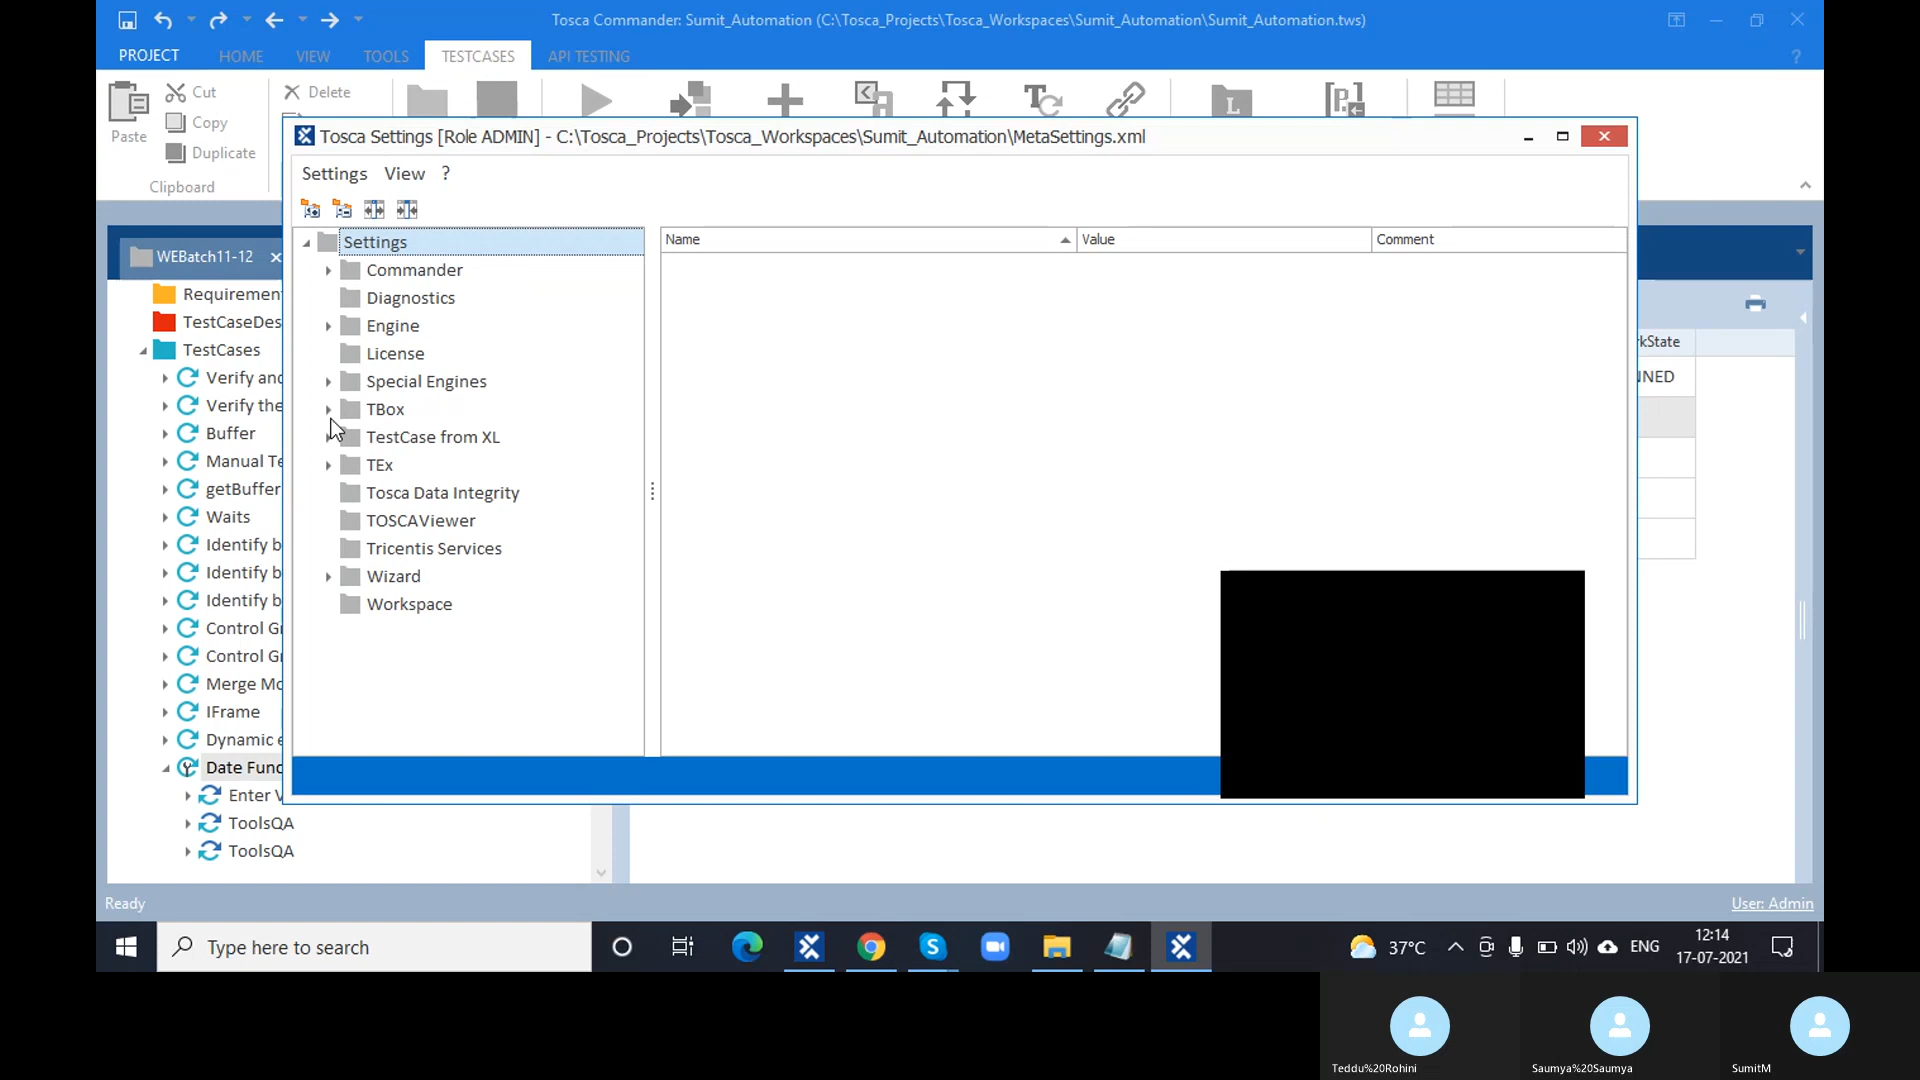 Tosca Commander: Sumit_Automation (C:\Tosca_Projects\Tosca_Workspaces\Sumit_Automation\Sumit_Automation.tws)
PROJECT HOME VIEW TOOLS TESTCASES API TESTING ?
Paste
Cut
Copy
Duplicate
Clipboard
Delete
Tosca Settings [Role ADMIN] - C:\Tosca_Projects\Tosca_Workspaces\Sumit_Automation\MetaSettings.xml
Settings View ?
Settings
Commander
Diagnostics
Engine
License
Special Engines
TBox
TestCase from XL
TEx
Tosca Data Integrity
TOSCAViewer
Tricentis Services
Wizard
Workspace
Name Value Comment
WEBatch11-12
Requiremen
TestCaseDes
TestCases
Verify and
Verify the
Buffer
Manual Te
getBuffer
Waits
Identify b
Identify b
Identify b
Control Gr
Control Gr
Merge Mo
IFrame
Dynamic e
Date Func
Enter V
ToolsQA
ToolsQA
rkState
NNED
Ready
User: Admin
Type here to search
37°C
ENG
12:14
17-07-2021
Teddu%20Rohini
Saumya%20Saumya
SumitM